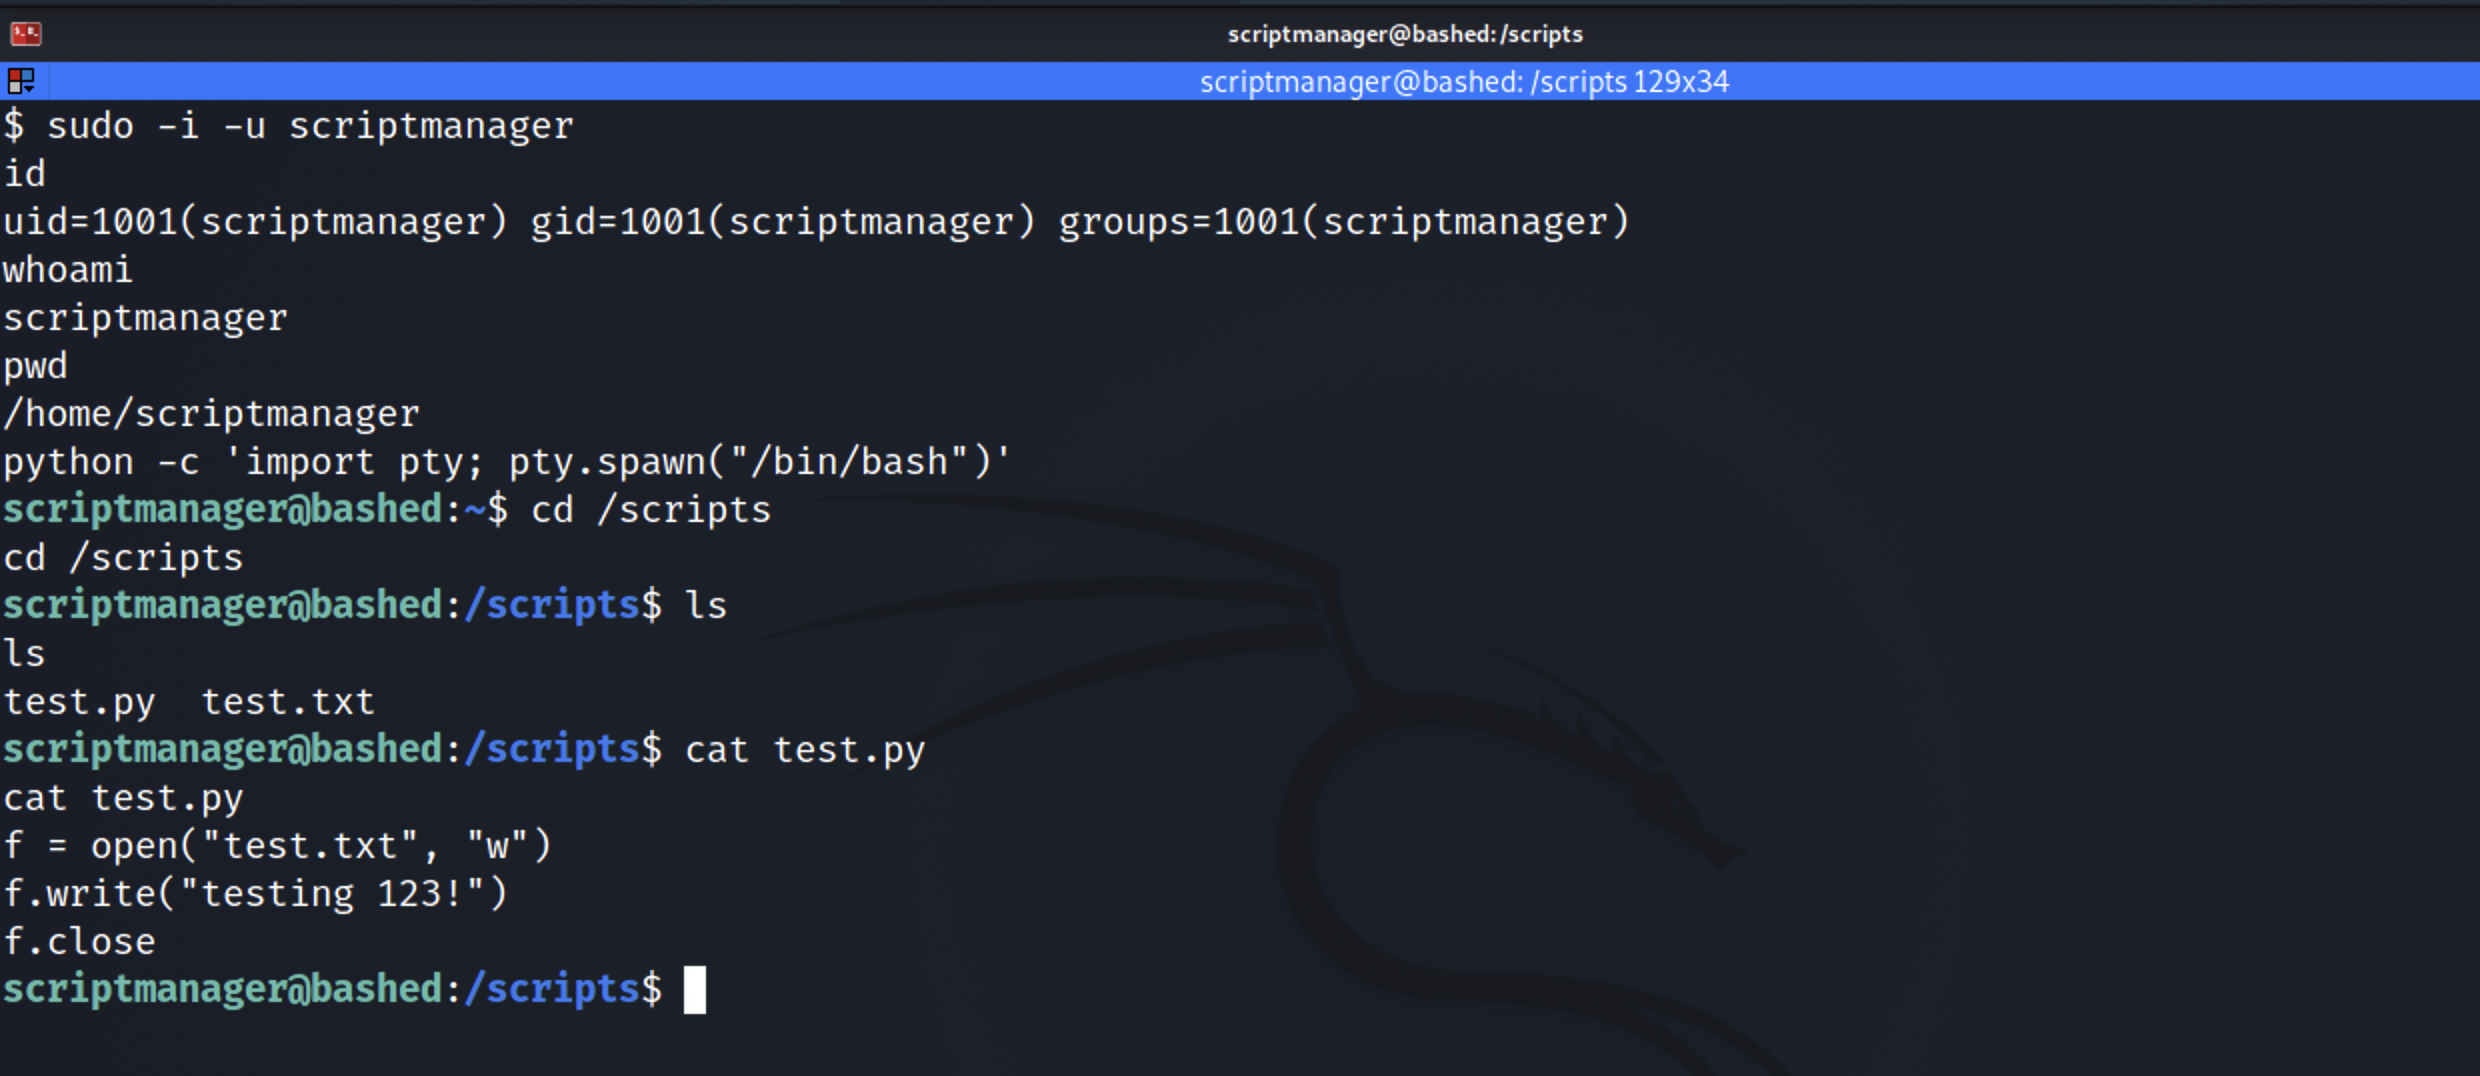 scriptmanager@bashed:/scripts
scriptmanager@bashed: /scripts 129x34
$ sudo -i -u scriptmanager
id
uid=1001(scriptmanager) gid=1001(scriptmanager) groups=1001(scriptmanager)
whoami
scriptmanager
pwd
/home/scriptmanager
python -c 'import pty; pty.spawn("/bin/bash")'
scriptmanager@bashed:~$ cd /scripts
cd /scripts
scriptmanager@bashed:/scripts$ ls
ls
test.py  test.txt
scriptmanager@bashed:/scripts$ cat test.py
cat test.py
f = open("test.txt", "w")
f.write("testing 123!")
f.close
scriptmanager@bashed:/scripts$